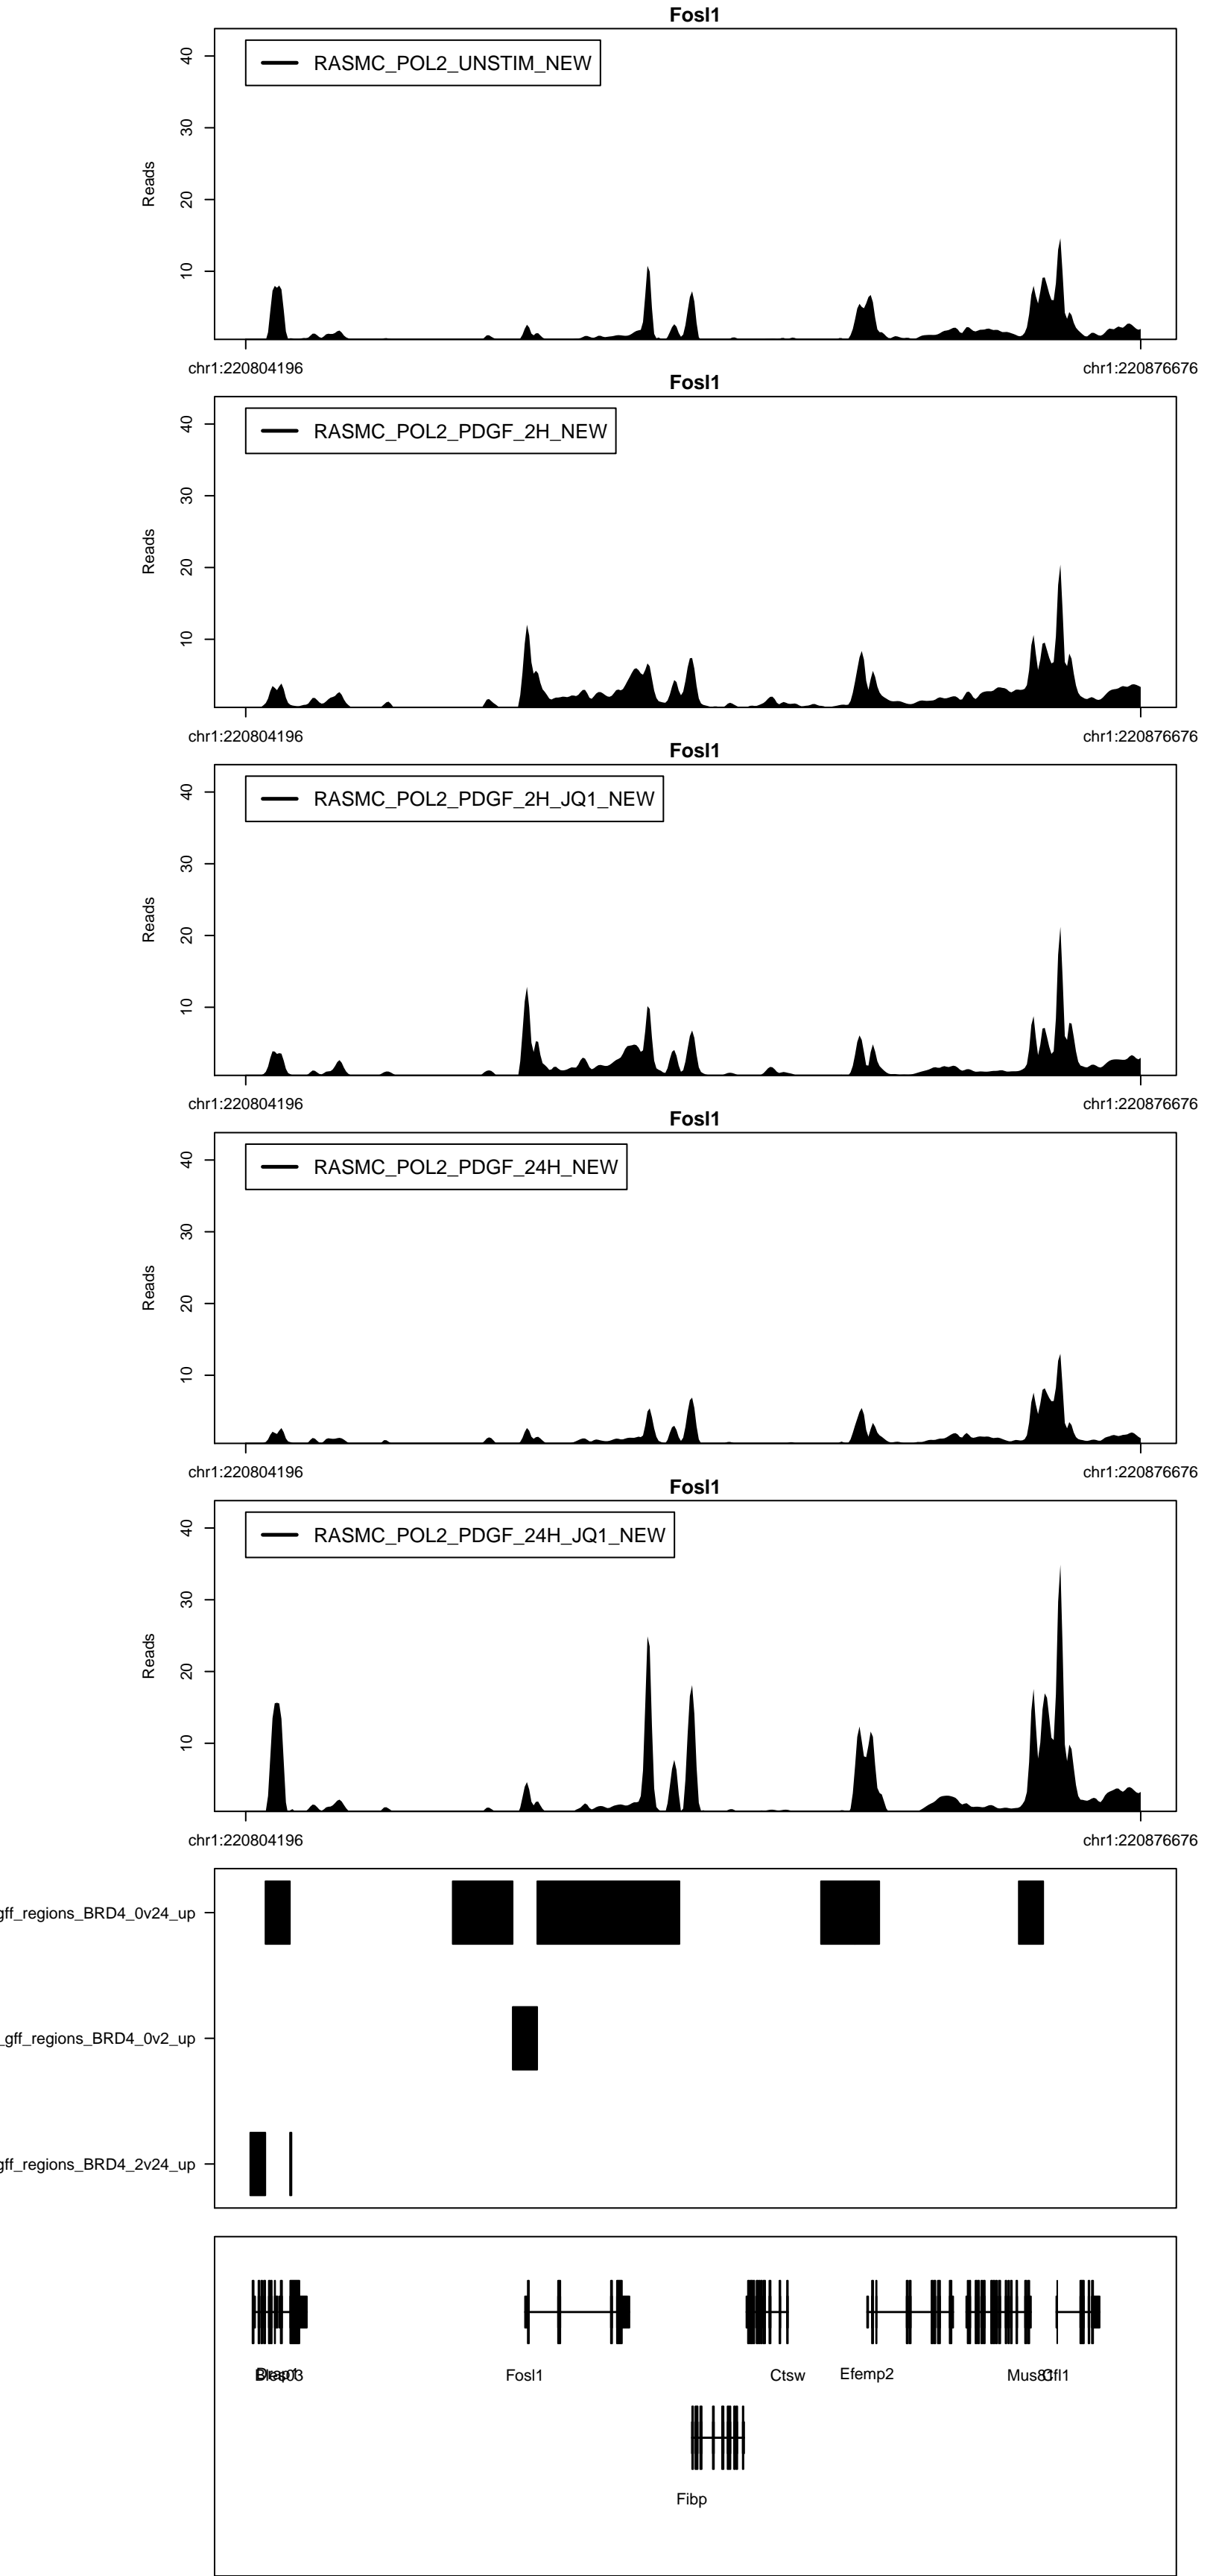 Fosl1
RASMC_POL2_UNSTIM_NEW
Reads
10 20 30 40
chr1:220804196 chr1:220876676
Fosl1
RASMC_POL2_PDGF_2H_NEW
Reads
10 20 30 40
chr1:220804196 chr1:220876676
Fosl1
RASMC_POL2_PDGF_2H_JQ1_NEW
Reads
10 20 30 40
chr1:220804196 chr1:220876676
Fosl1
RASMC_POL2_PDGF_24H_NEW
Reads
10 20 30 40
chr1:220804196 chr1:220876676
Fosl1
RASMC_POL2_PDGF_24H_JQ1_NEW
Reads
10 20 30 40
chr1:220804196 chr1:220876676
gff_regions_BRD4_0v24_up
_gff_regions_BRD4_0v2_up
gff_regions_BRD4_2v24_up
Fosl1 Ctsw Efemp2 Mus81 Cfl1
Fibp